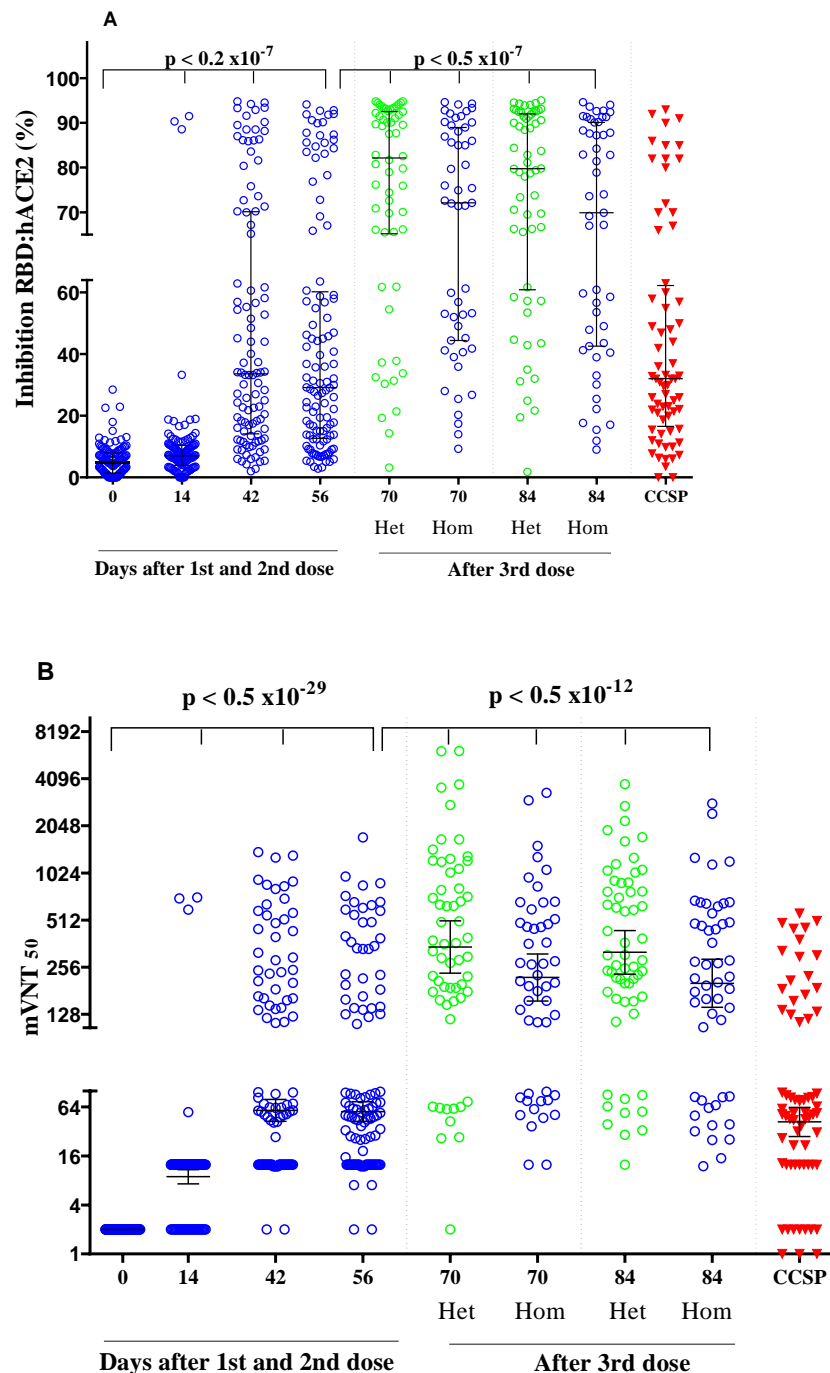 A
p < 0.2 x10-7 p < 0.5 x10-7
100
90
80
70
60
40
20
0
Inhibition RBD:hACE2 (%)
0 14 42 56 70 70 84 84 CCSP
Het Hom Het Hom
Days after 1st and 2nd dose After 3rd dose
B
p < 0.5 x10-29 p < 0.5 x10-12
8192
4096
2048
1024
512
256
128
64
16
4
1
mVNT 50
0 14 42 56 70 70 84 84 CCSP
Het Hom Het Hom
Days after 1st and 2nd dose After 3rd dose